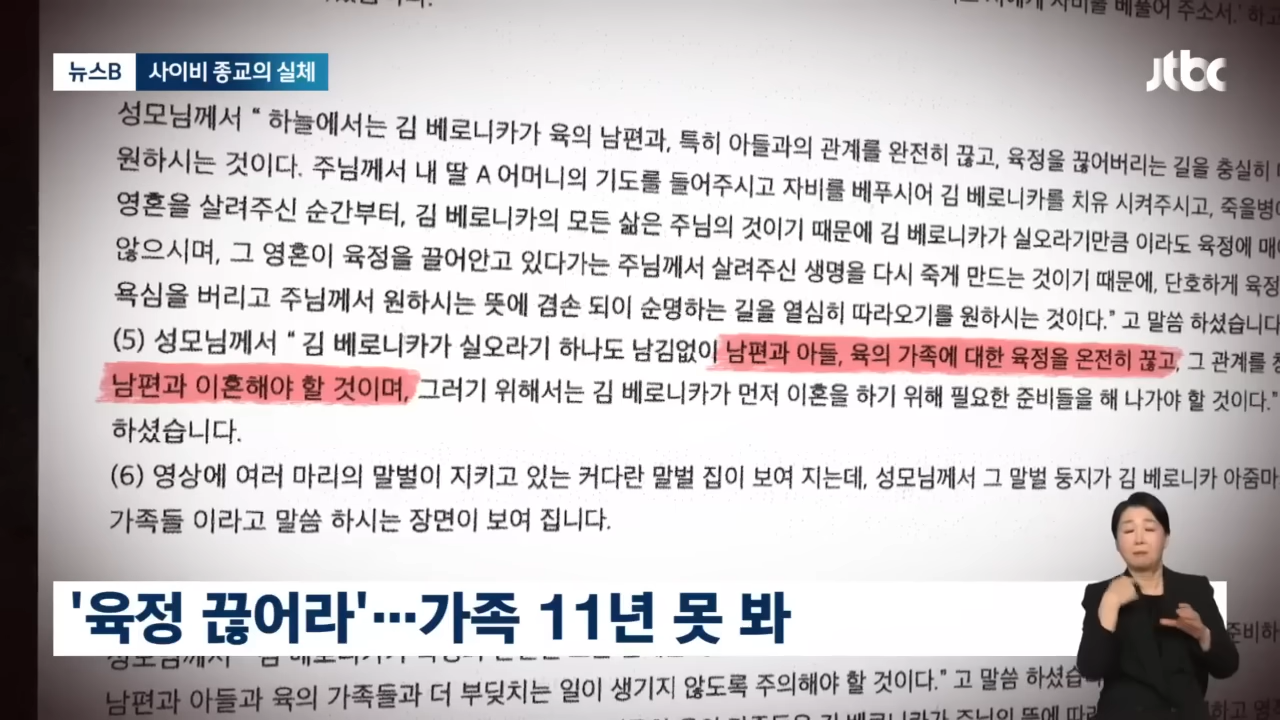 자비를 베풀어 주소서.' 하고
뉴스B 사이비 종교의 실체
jtbc
성모님께서 “ 하늘에서는 김 베로니카가 육의 남편과, 특히 아들과의 관계를 완전히 끊고, 육정을 끊어버리는 길을 충실히
원하시는 것이다. 주님께서 내 딸 A 어머니의 기도를 들어주시고 자비를 베푸시어 김 베로니카를 치유 시켜주시고, 죽을병에
영혼을 살려주신 순간부터, 김 베로니카의 모든 삶은 주님의 것이기 때문에 김 베로니카가 실오라기만큼 이라도 육정에 매여
않으시며, 그 영혼이 육정을 끌어안고 있다가는 주님께서 살려주신 생명을 다시 죽게 만드는 것이기 때문에, 단호하게 육정
욕심을 버리고 주님께서 원하시는 뜻에 겸손 되이 순명하는 길을 열심히 따라오기를 원하시는 것이다.” 고 말씀 하셨습니다
(5) 성모님께서 “ 김 베로니카가 실오라기 하나도 남김없이 남편과 아들, 육의 가족에 대한 육정을 온전히 끊고, 그 관계를
남편과 이혼해야 할 것이며, 그러기 위해서는 김 베로니카가 먼저 이혼을 하기 위해 필요한 준비들을 해 나가야 할 것이다.”
하셨습니다.
(6) 영상에 여러 마리의 말벌이 지키고 있는 커다란 말벌 집이 보여 지는데, 성모님께서 그 말벌 둥지가 김 베로니카 아줌마
가족들 이라고 말씀 하시는 장면이 보여 집니다.
'육정 끊어라'…가족 11년 못 봐
남편과 아들과 육의 가족들과 더 부딪치는 일이 생기지 않도록 주의해야 할 것이다.” 고 말씀 하셨습니